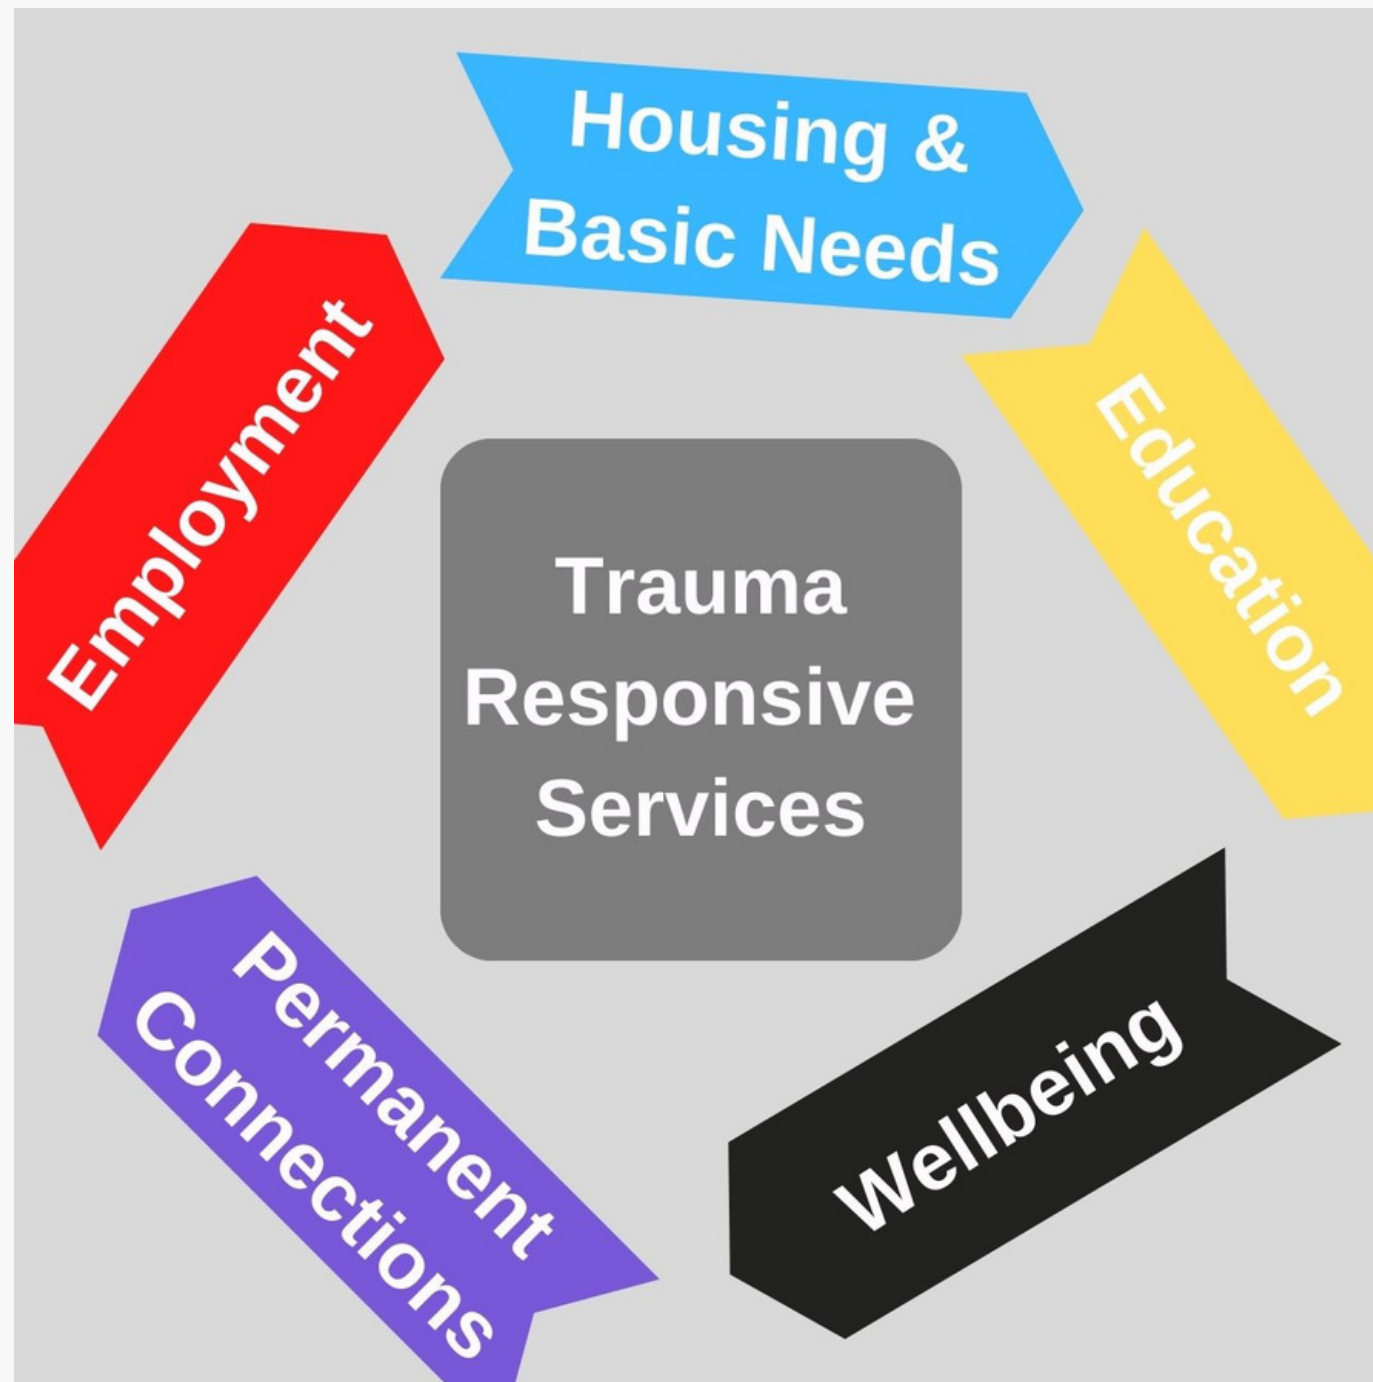 Housing &
Basic Needs
Education
Wellbeing
Permanent
Connections
Employment
Trauma
Responsive
Services